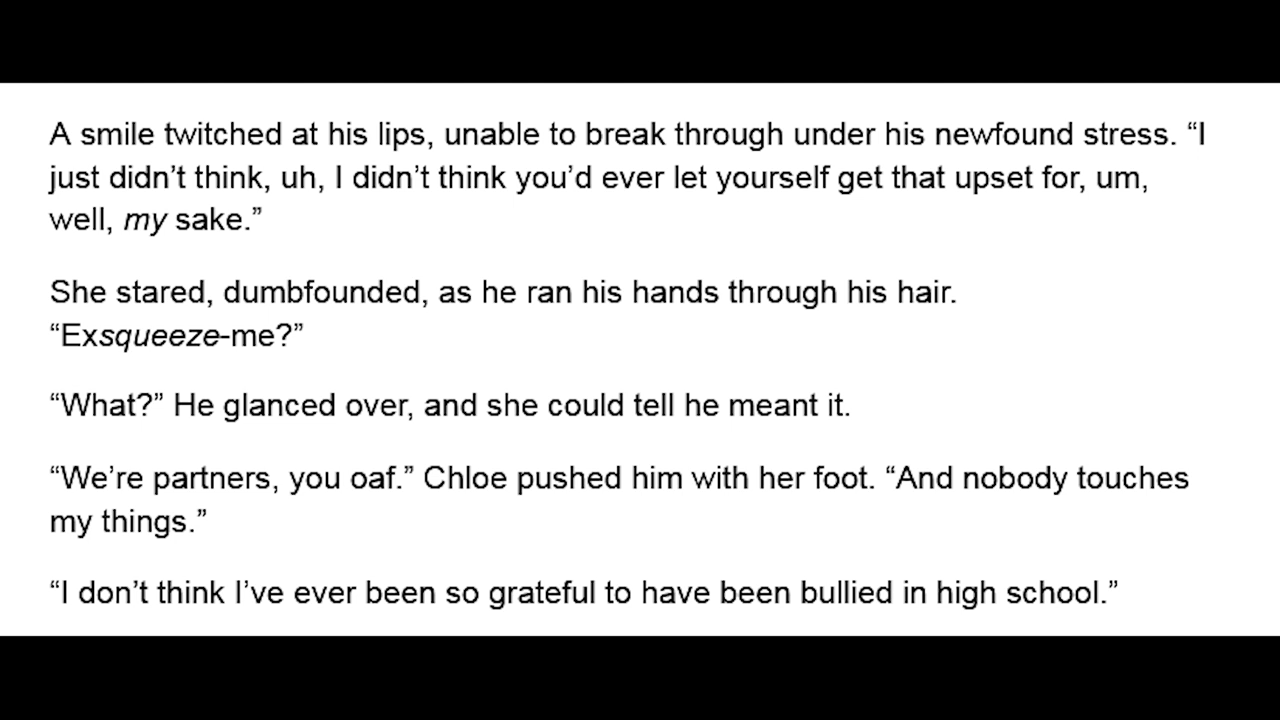 A smile twitched at his lips, unable to break through under his newfound stress. “I
just didn’t think, uh, I didn’t think you’d ever let yourself get that upset for, um,
well, my sake.”
She stared, dumbfounded, as he ran his hands through his hair.
“Exsqueeze-me?”
“What?” He glanced over, and she could tell he meant it.
“We’re partners, you oaf.” Chloe pushed him with her foot. “And nobody touches
my things.”
“I don’t think I’ve ever been so grateful to have been bullied in high school.”